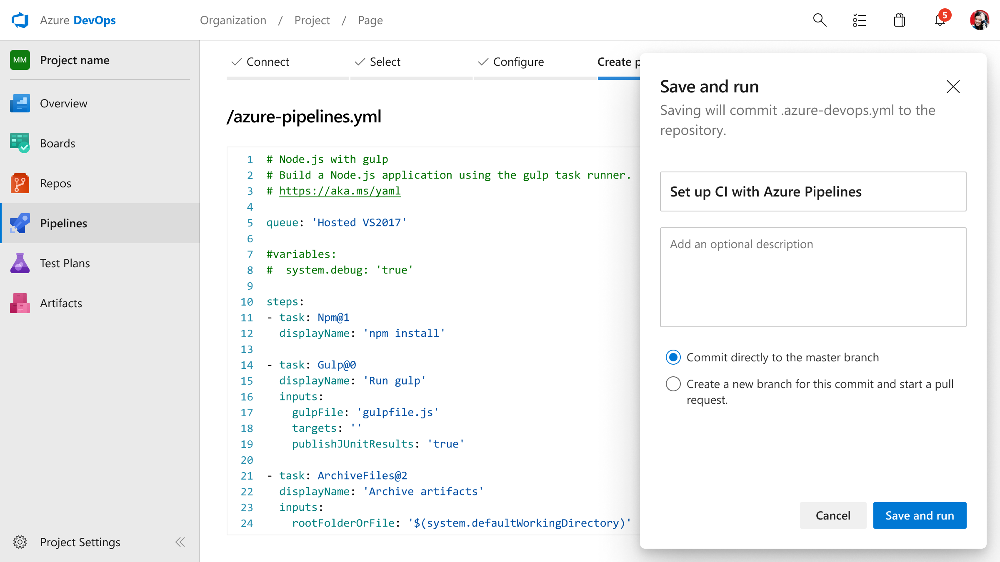 Azure DevOps
Organization / Project / Page
5
MM
Project name
Overview
Boards
Repos
Pipelines
Test Plans
Artifacts
Project Settings
Connect
Select
Configure
Create p
/azure-pipelines.yml
1 # Node.js with gulp
2 # Build a Node.js application using the gulp task runner.
3 # https://aka.ms/yaml
4
5 queue: 'Hosted VS2017'
6
7 #variables:
8 #  system.debug: 'true'
9
10 steps:
11 - task: Npm@1
12   displayName: 'npm install'
13
14 - task: Gulp@0
15   displayName: 'Run gulp'
16   inputs:
17     gulpFile: 'gulpfile.js'
18     targets: ''
19     publishJUnitResults: 'true'
20
21 - task: ArchiveFiles@2
22   displayName: 'Archive artifacts'
23   inputs:
24     rootFolderOrFile: '$(system.defaultWorkingDirectory)'
Save and run
Saving will commit .azure-devops.yml to the
repository.
Set up CI with Azure Pipelines
Add an optional description
Commit directly to the master branch
Create a new branch for this commit and start a pull
request.
Cancel
Save and run